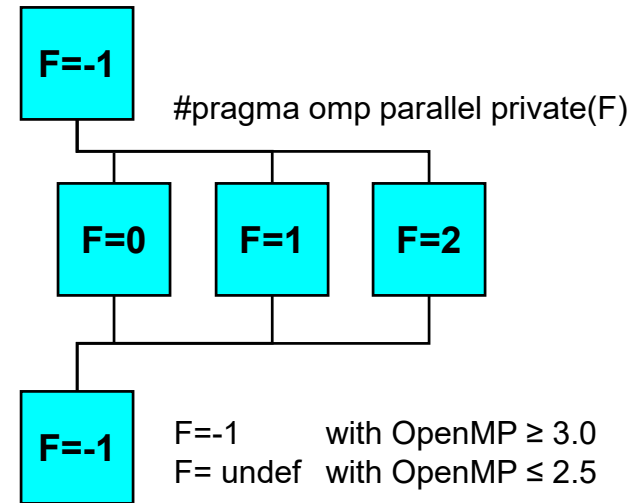 F=-1
#pragma omp parallel private(F)
F=0 F=1 F=2
F=-1
F=-1 with OpenMP ≥ 3.0
F= undef with OpenMP ≤ 2.5